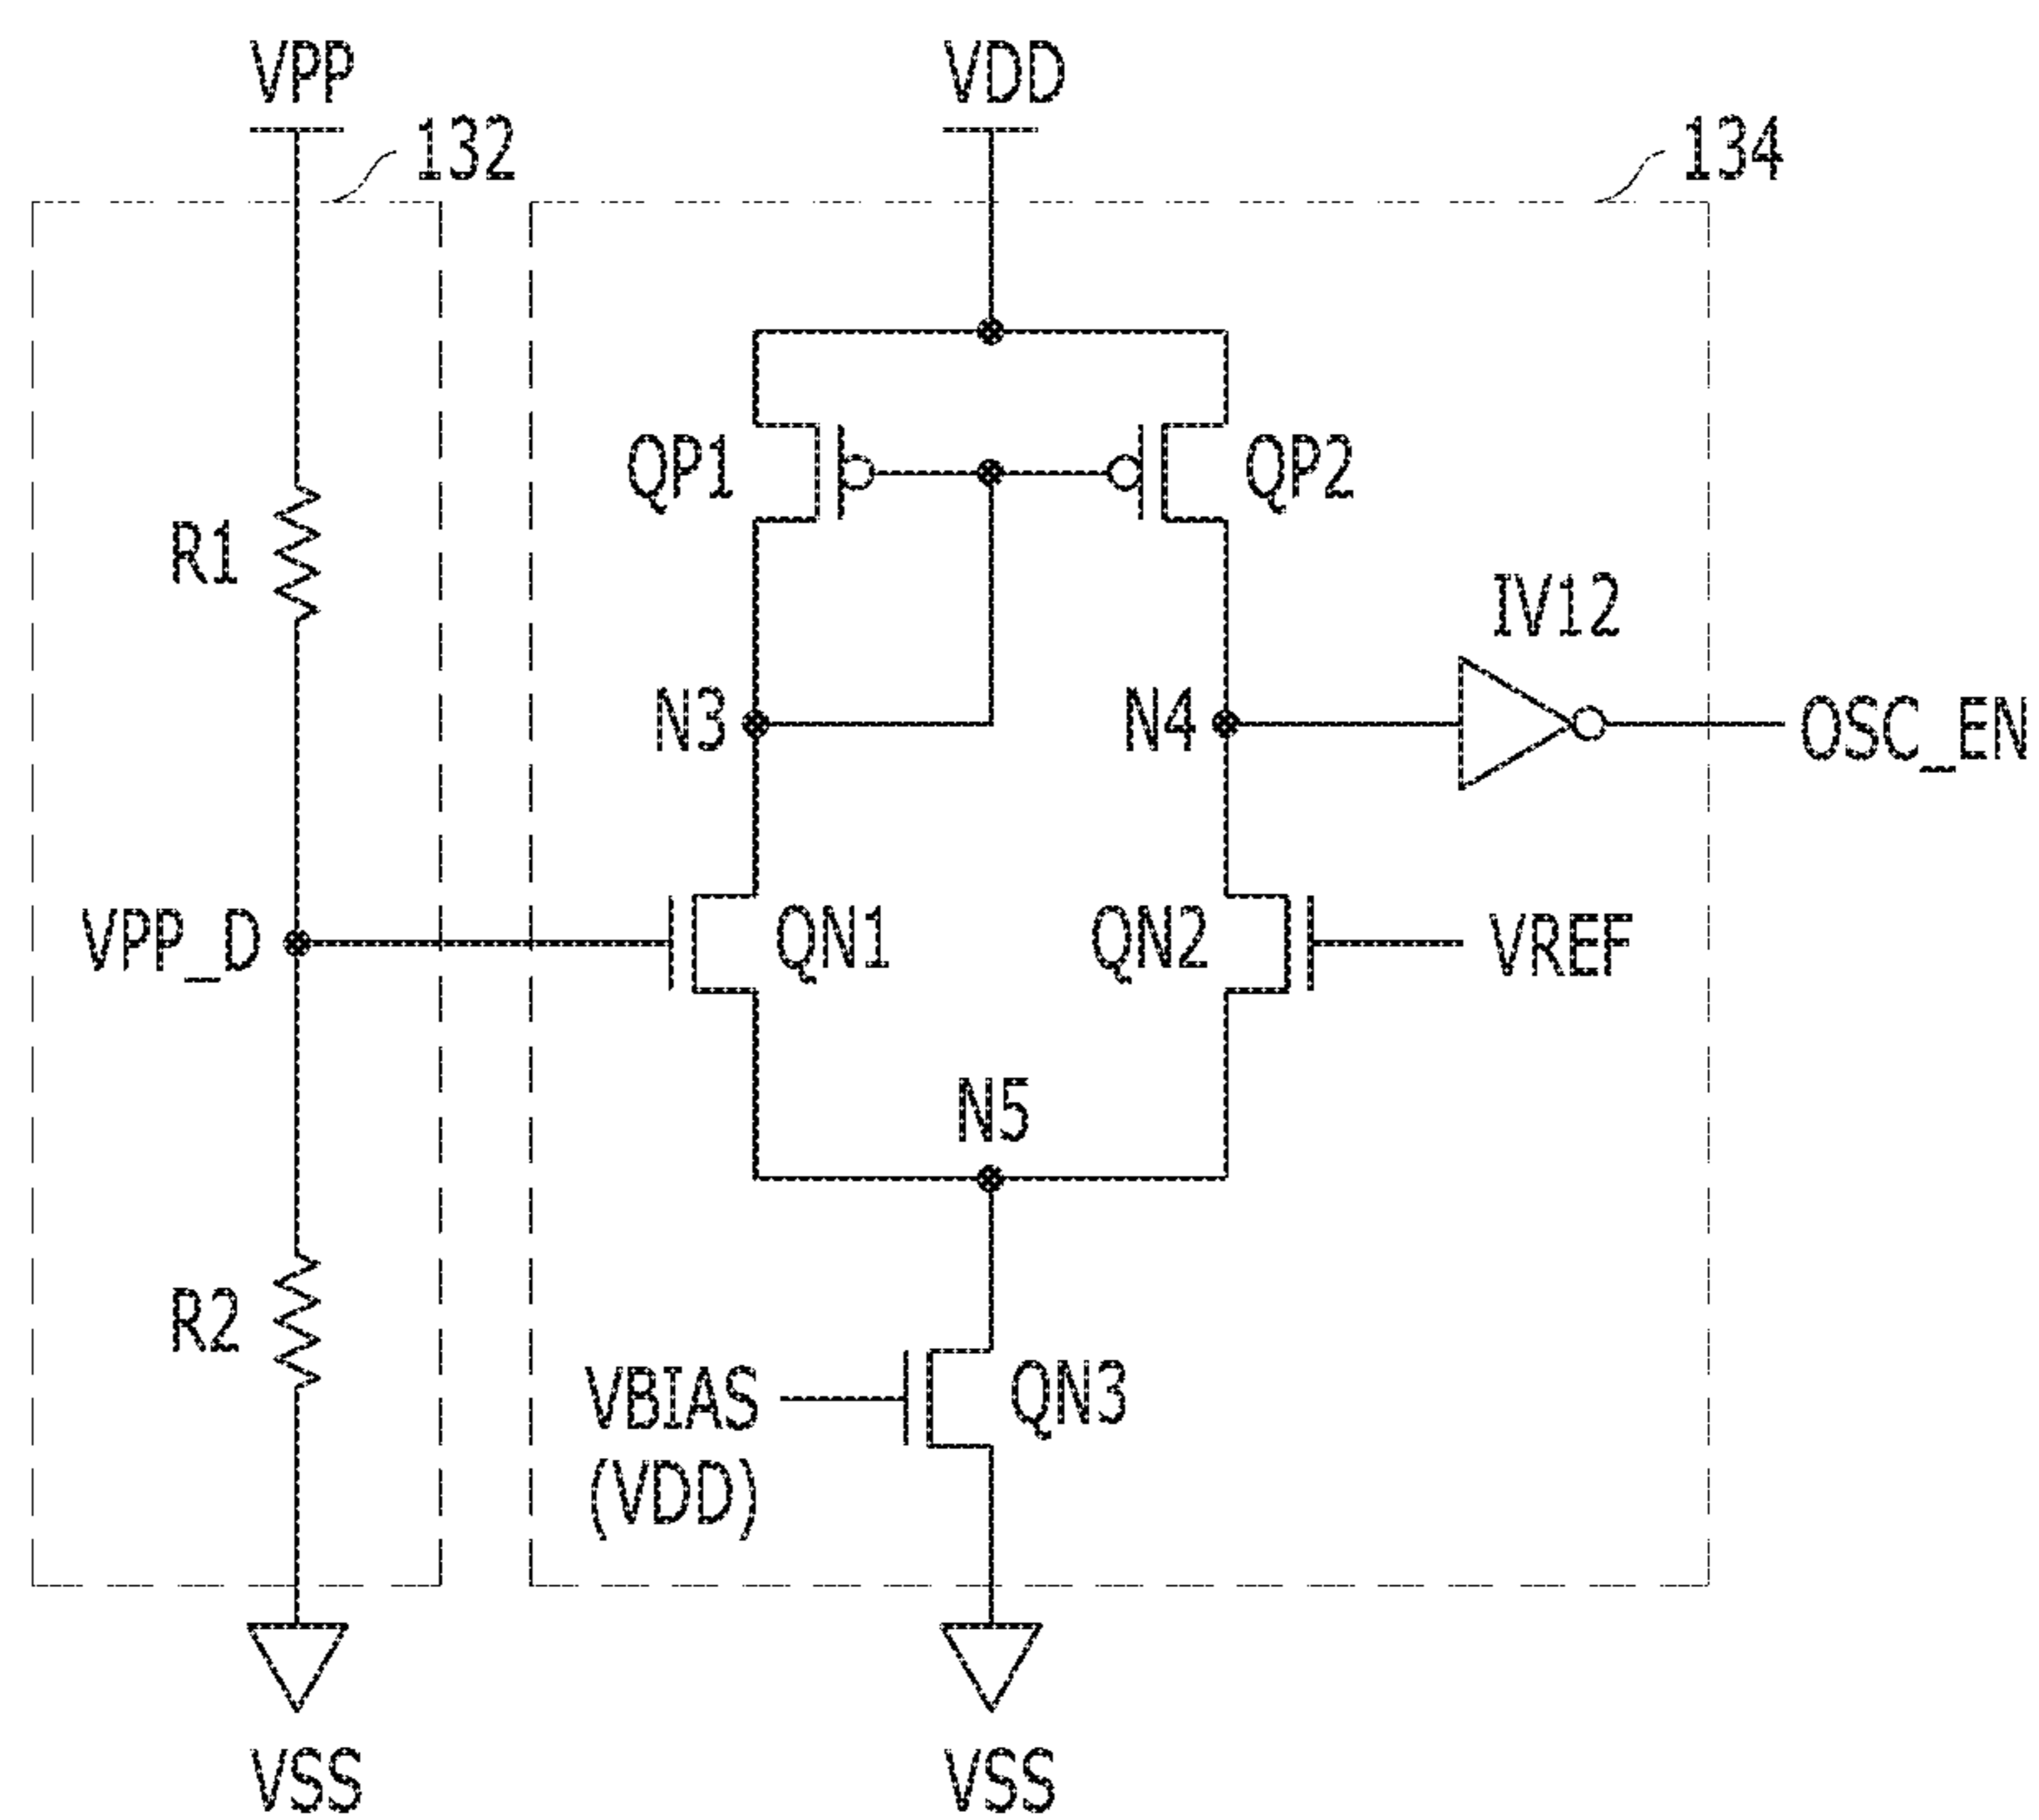 VPP
VDD
132
134
QP1
QP2
R1
IV12
N3
N4
OSC_EN
VPP_D
QN1
QN2
VREF
N5
R2
VBIAS
(VDD)
QN3
VSS
VSS